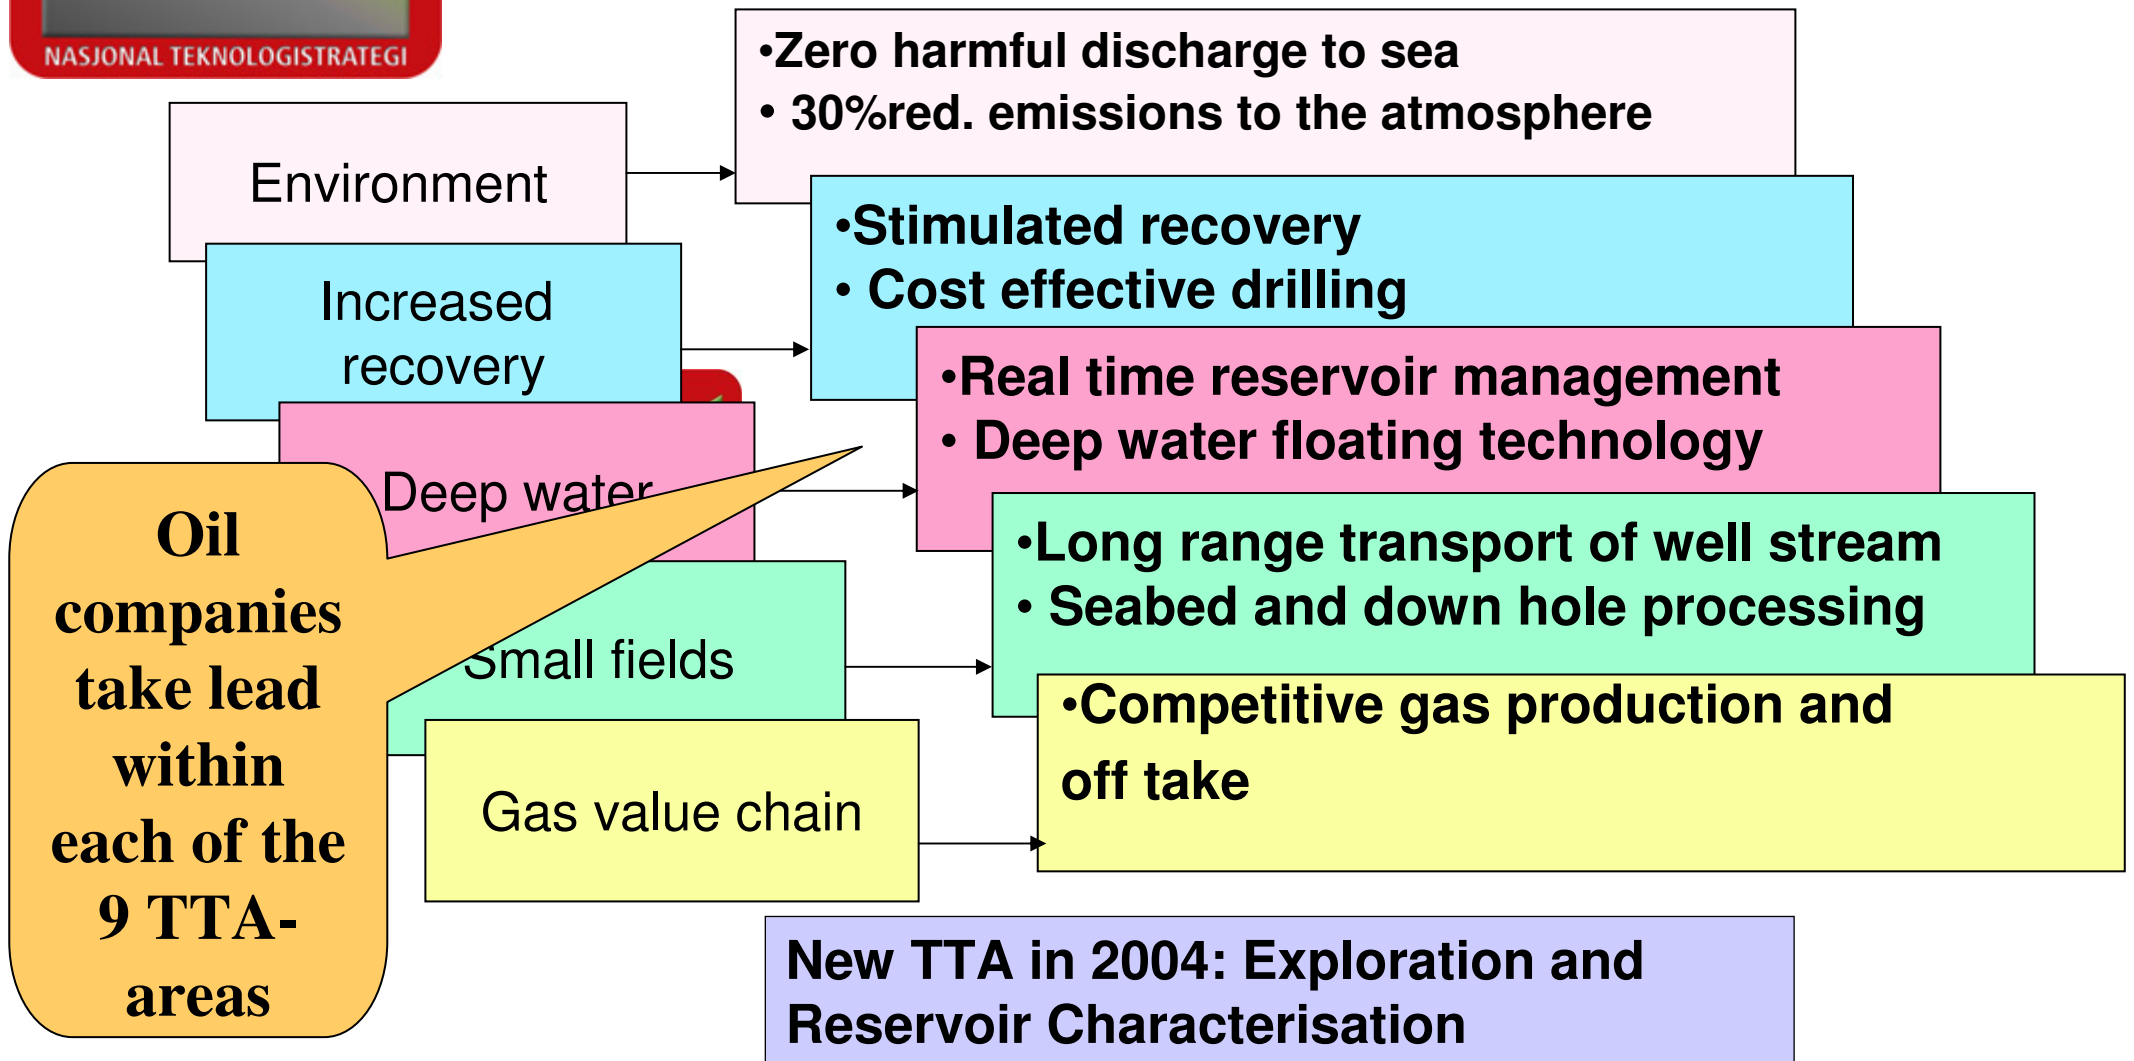 NASJONAL TEKNOLOGISTRATEGI
•Zero harmful discharge to sea
• 30%red. emissions to the atmosphere
Environment
•Stimulated recovery
• Cost effective drilling
Increased
recovery
•Real time reservoir management
• Deep water floating technology
Deep water
•Long range transport of well stream
• Seabed and down hole processing
Small fields
•Competitive gas production and
off take
Gas value chain
Oil
companies
take lead
within
each of the
9 TTA-
areas
New TTA in 2004: Exploration and
Reservoir Characterisation